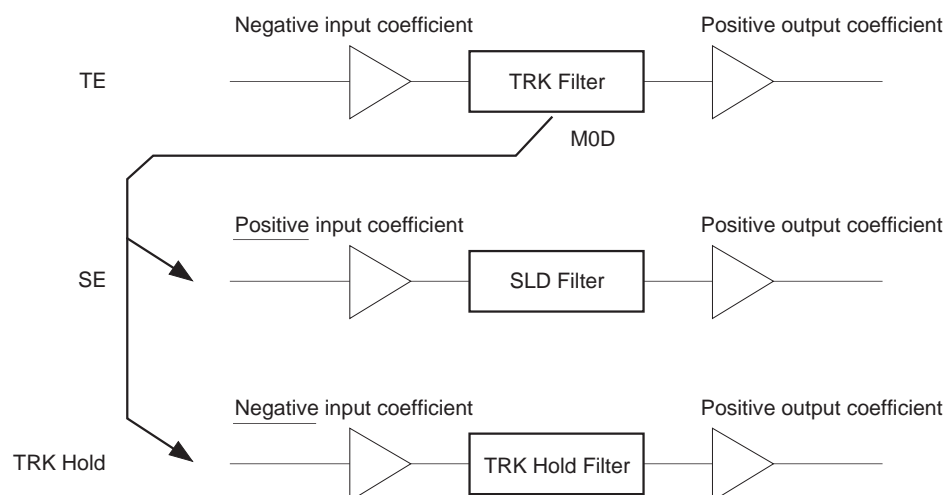 Negative input coefficient
Positive output coefficient
TE
TRK Filter
M0D
Positive input coefficient
Positive output coefficient
SE
SLD Filter
Negative input coefficient
Positive output coefficient
TRK Hold
TRK Hold Filter